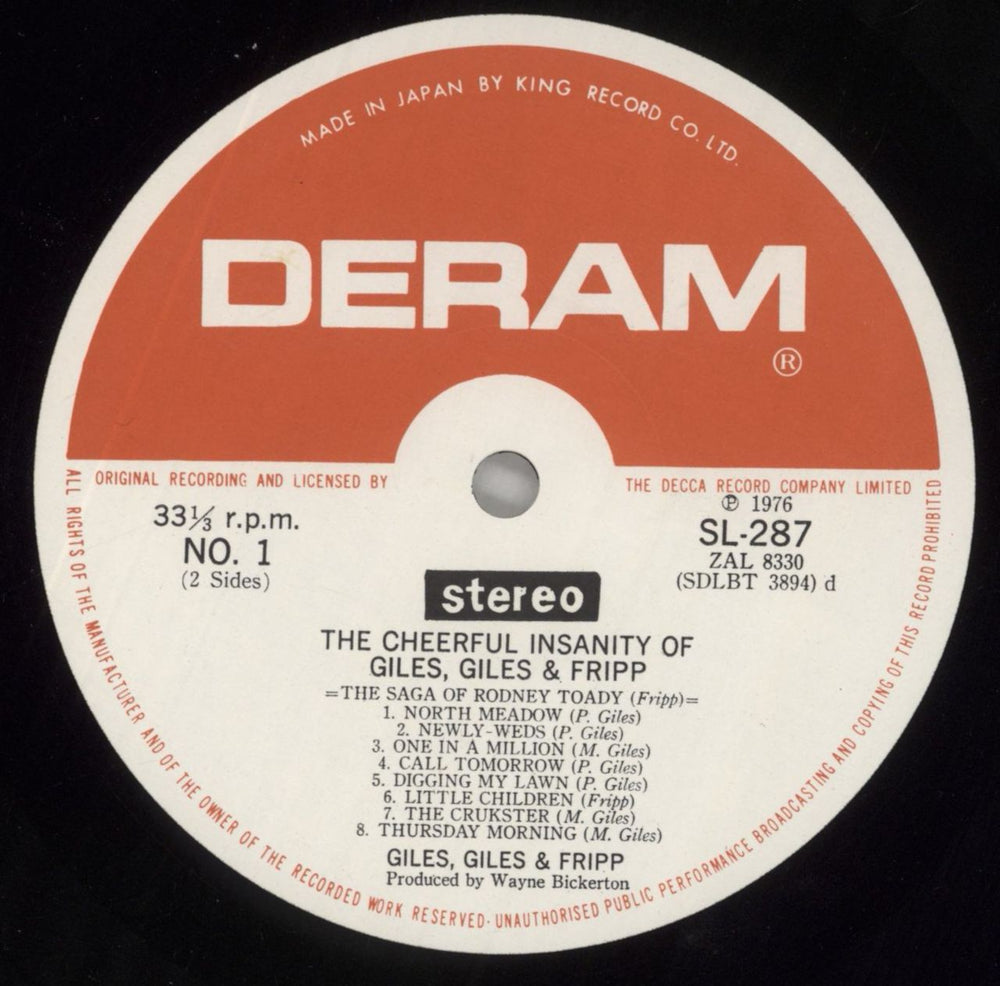 MADE IN JAPAN BY KING RECORD CO. LTD.
DERAM
®
ORIGINAL RECORDING AND LICENSED BY THE DECCA RECORD COMPANY LIMITED
33⅓ r.p.m.
NO. 1
(2 Sides)
℗ 1976
SL-287
ZAL 8330
(SDLBT 3894) d
stereo
THE CHEERFUL INSANITY OF
GILES, GILES & FRIPP
=THE SAGA OF RODNEY TOADY (Fripp)=
1. NORTH MEADOW (P. Giles)
2. NEWLY-WEDS (P. Giles)
3. ONE IN A MILLION (M. Giles)
4. CALL TOMORROW (P. Giles)
5. DIGGING MY LAWN (P. Giles)
6. LITTLE CHILDREN (Fripp)
7. THE CRUKSTER (M. Giles)
8. THURSDAY MORNING (M. Giles)
GILES, GILES & FRIPP
Produced by Wayne Bickerton
ALL RIGHTS OF THE MANUFACTURER AND OF THE OWNER OF THE RECORDED WORK RESERVED· UNAUTHORISED PUBLIC PERFORMANCE BROADCASTING AND COPYING OF THIS RECORD PROHIBITED